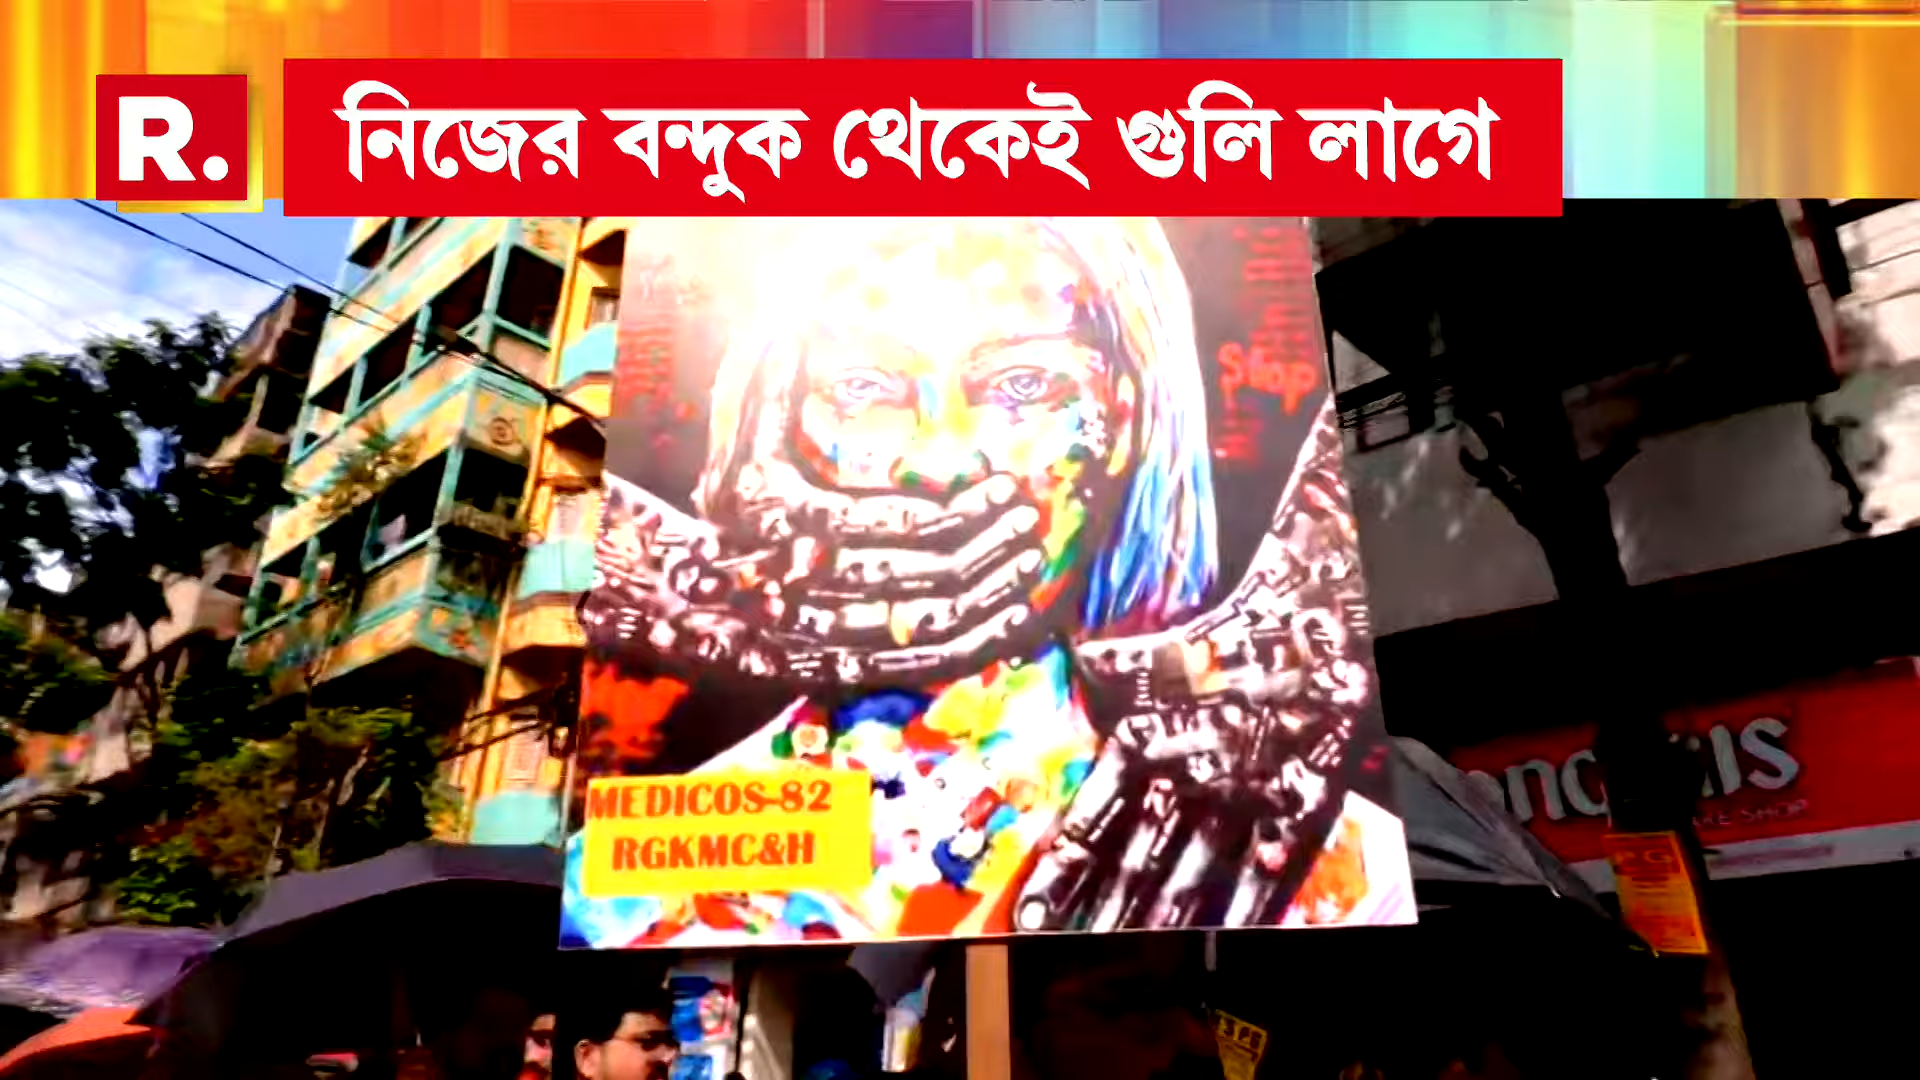 R.
নিজের বন্দুক থেকেই গুলি লাগে
Stop
MEDICOS-82
RGKMC&H